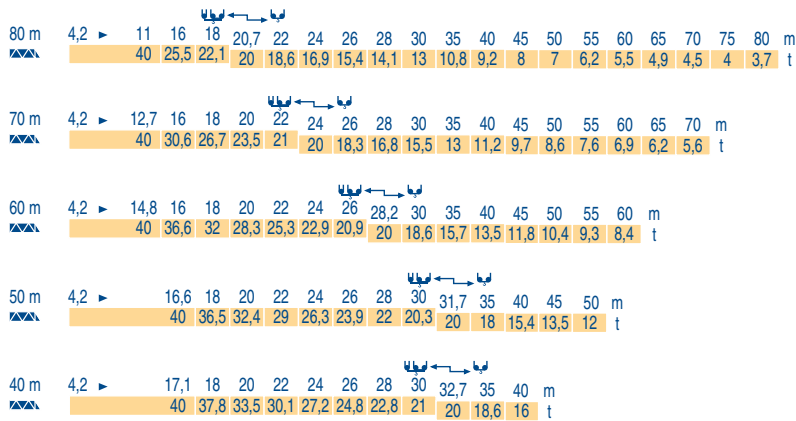 80 m 4,2 ► 11 16 18 20,7 22 24 26 28 30 35 40 45 50 55 60 65 70 75 80 m
40 25,5 22,1 20 18,6 16,9 15,4 14,1 13 10,8 9,2 8 7 6,2 5,5 4,9 4,5 4 3,7 t
70 m 4,2 ► 12,7 16 18 20 22 24 26 28 30 35 40 45 50 55 60 65 70 m
40 30,6 26,7 23,5 21 20 18,3 16,8 15,5 13 11,2 9,7 8,6 7,6 6,9 6,2 5,6 t
60 m 4,2 ► 14,8 16 18 20 22 24 26 28,2 30 35 40 45 50 55 60 m
40 36,6 32 28,3 25,3 22,9 20,9 20 18,6 15,7 13,5 11,8 10,4 9,3 8,4 t
50 m 4,2 ► 16,6 18 20 22 24 26 28 30 31,7 35 40 45 50 m
40 36,5 32,4 29 26,3 23,9 22 20,3 20 18 15,4 13,5 12 t
40 m 4,2 ► 17,1 18 20 22 24 26 28 30 32,7 35 40 m
40 37,8 33,5 30,1 27,2 24,8 22,8 21 20 18,6 16 t